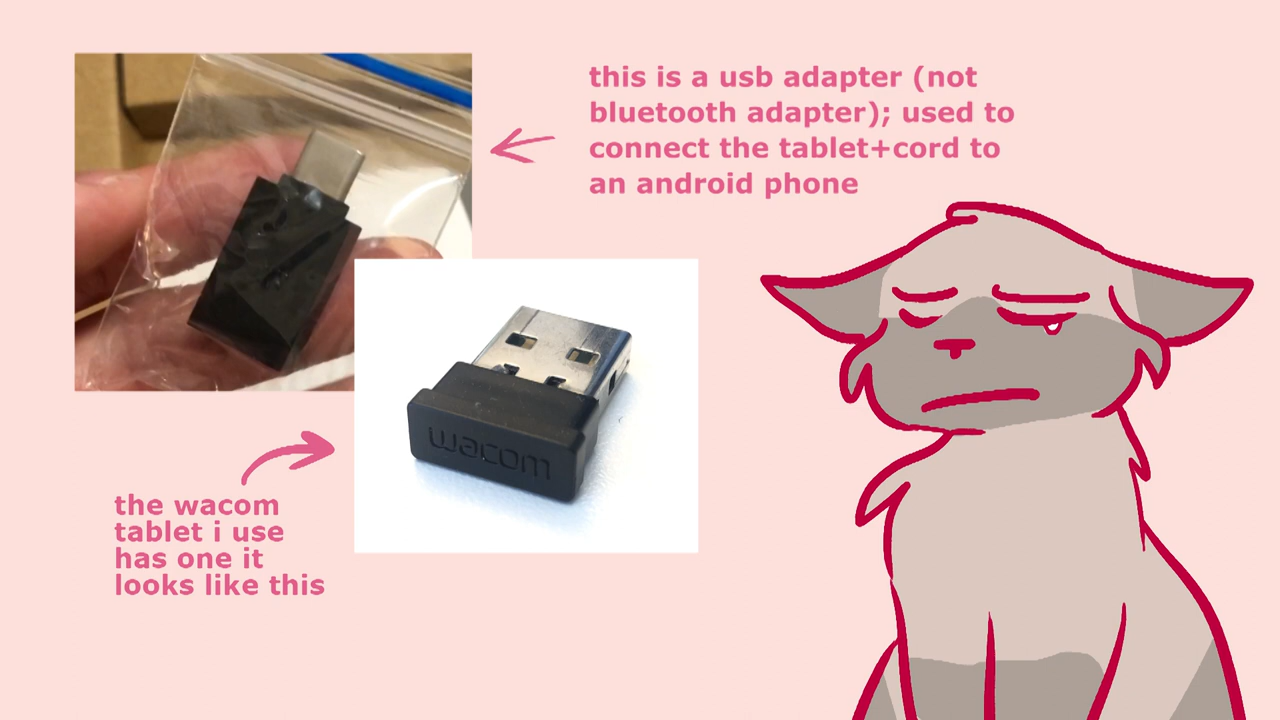 this is a usb adapter (not
bluetooth adapter); used to
connect the tablet+cord to
an android phone
wacom
the wacom
tablet i use
has one it
looks like this